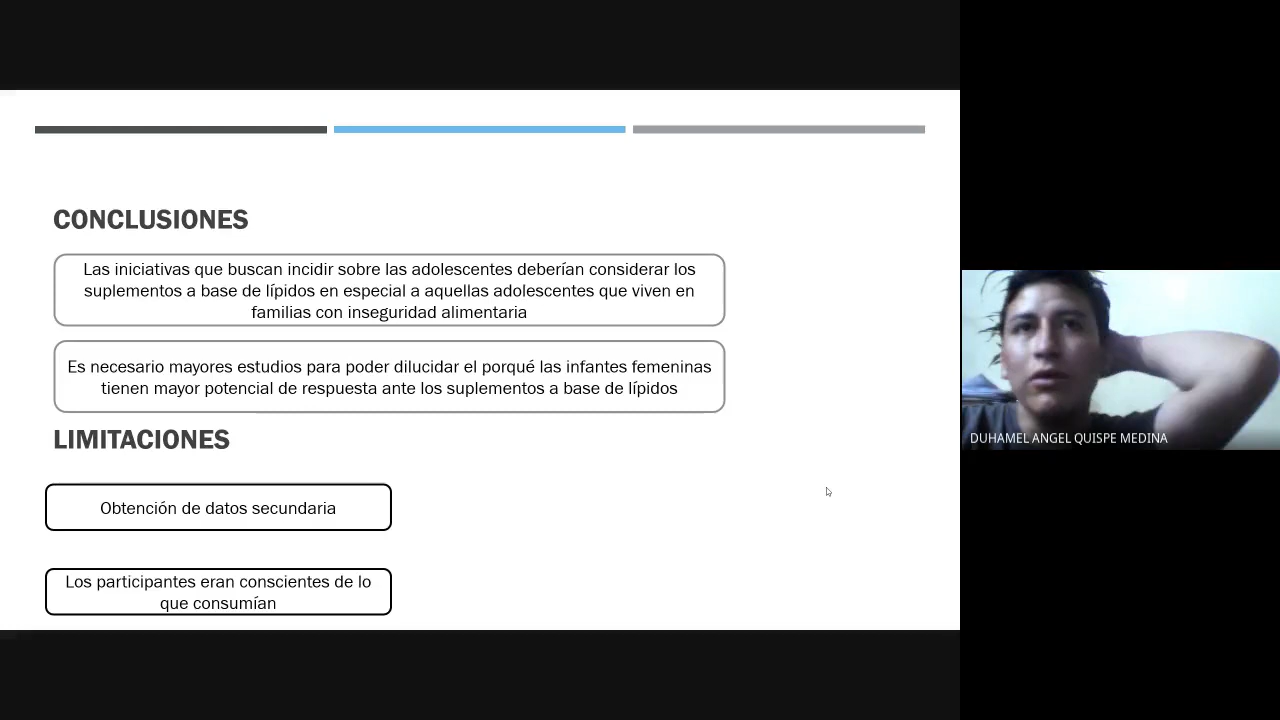 CONCLUSIONES
Las iniciativas que buscan incidir sobre las adolescentes deberían considerar los
suplementos a base de lípidos en especial a aquellas adolescentes que viven en
familias con inseguridad alimentaria
Es necesario mayores estudios para poder dilucidar el porqué las infantes femeninas
tienen mayor potencial de respuesta ante los suplementos a base de lípidos
LIMITACIONES
Obtención de datos secundaria
Los participantes eran conscientes de lo
que consumían
DUHAMEL ANGEL QUISPE MEDINA